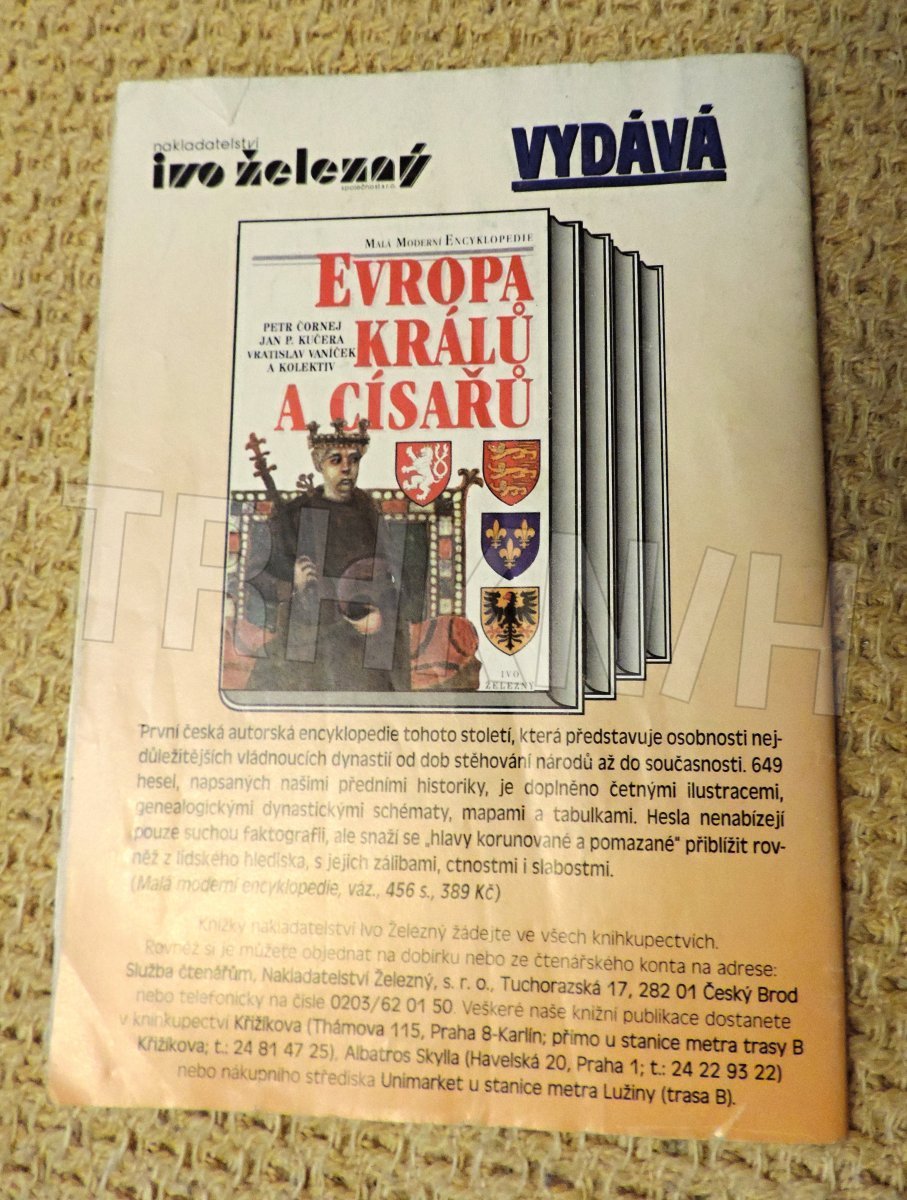 nakladatelství
ivo železný
společnost s r.o.
VYDÁVÁ
MALÁ MODERNÍ ENCYKLOPEDIE
EVROPA
KRÁLŮ
A CÍSAŘŮ
PETR ČORNEJ
JAN P. KUČERA
VRATISLAV VANÍČEK
A KOLEKTIV
IVO
ŽELEZNÝ
První česká autorská encyklopedie tohoto století, která představuje osobnosti nej-
důležitějších vládnoucích dynastií od dob stěhování národů až do současnosti. 649
hesel, napsaných našimi předními historiky, je doplněno četnými ilustracemi,
genealogickými dynastickými schématy, mapami a tabulkami. Hesla nenabízejí
pouze suchou faktografii, ale snaží se „hlavy korunované a pomazané“ přiblížit rov-
něž z lidského hlediska, s jejich zálibami, ctnostmi i slabostmi.
(Malá moderní encyklopedie, váz., 456 s., 389 Kč)
Knížky nakladatelství Ivo Železný žádejte ve všech knihkupectvích.
Rovněž si je můžete objednat na dobírku nebo ze čtenářského konta na adrese:
Služba čtenářům, Nakladatelství Železný, s. r. o., Tuchorazská 17, 282 01 Český Brod
nebo telefonicky na čísle 0203/62 01 50. Veškeré naše knižní publikace dostanete
v knihkupectví Křižíkova (Thámova 115, Praha 8-Karlín; přímo u stanice metra trasy B
Křižíkova; t.: 24 81 47 25), Albatros Skylla (Havelská 20, Praha 1; t.: 24 22 93 22)
nebo nákupního střediska Unimarket u stanice metra Lužiny (trasa B).